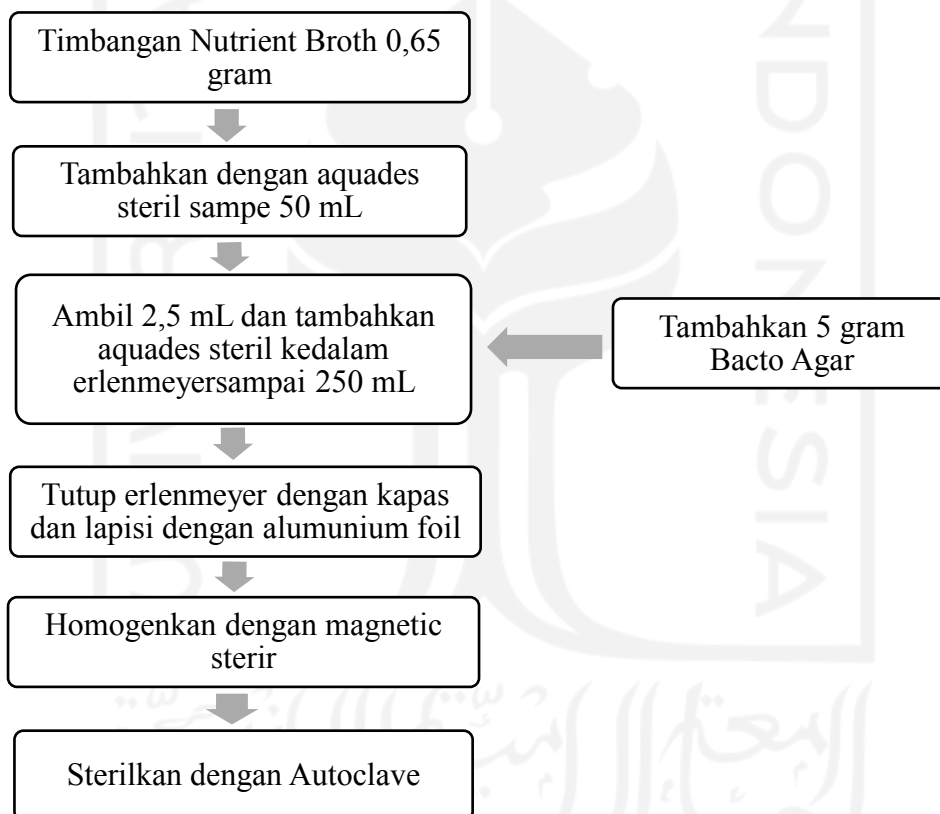 Timbangan Nutrient Broth 0,65
gram
Tambahkan dengan aquades
steril sampe 50 mL
Ambil 2,5 mL dan tambahkan
aquades steril kedalam
erlenmeyersampai 250 mL
Tambahkan 5 gram
Bacto Agar
Tutup erlenmeyer dengan kapas
dan lapisi dengan alumunium foil
Homogenkan dengan magnetic
sterir
Sterilkan dengan Autoclave
NDONESIA